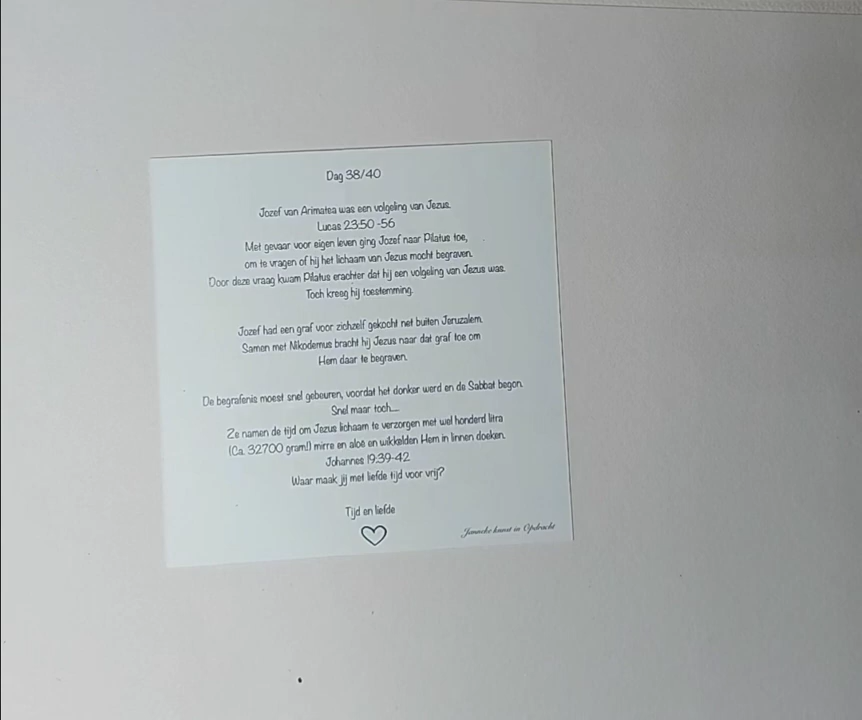 Dag 38/40
Jozef van Arimatea was een volgeling van Jezus.
Lucas 23:50 -56
Met gevaar voor eigen leven ging Jozef naar Pilatus toe,
om te vragen of hij het lichaam van Jezus mocht begraven.
Door deze vraag kwam Pilatus erachter dat hij een volgeling van Jezus was.
Toch kreeg hij toestemming.
Jozef had een graf voor zichzelf gekocht net buiten Jeruzalem.
Samen met Nikodemus bracht hij Jezus naar dat graf toe om
Hem daar te begraven.
De begrafenis moest snel gebeuren, voordat het donker werd en de Sabbat begon.
Snel maar toch....
Ze namen de tijd om Jezus lichaam te verzorgen met wel honderd litra
(Ca. 32700 gram!) mirre en aloë en wikkelden Hem in linnen doeken.
Johannes 19:39-42
Waar maak jij met liefde tijd voor vrij?
Tijd en liefde
Janneke kunst in Opdracht